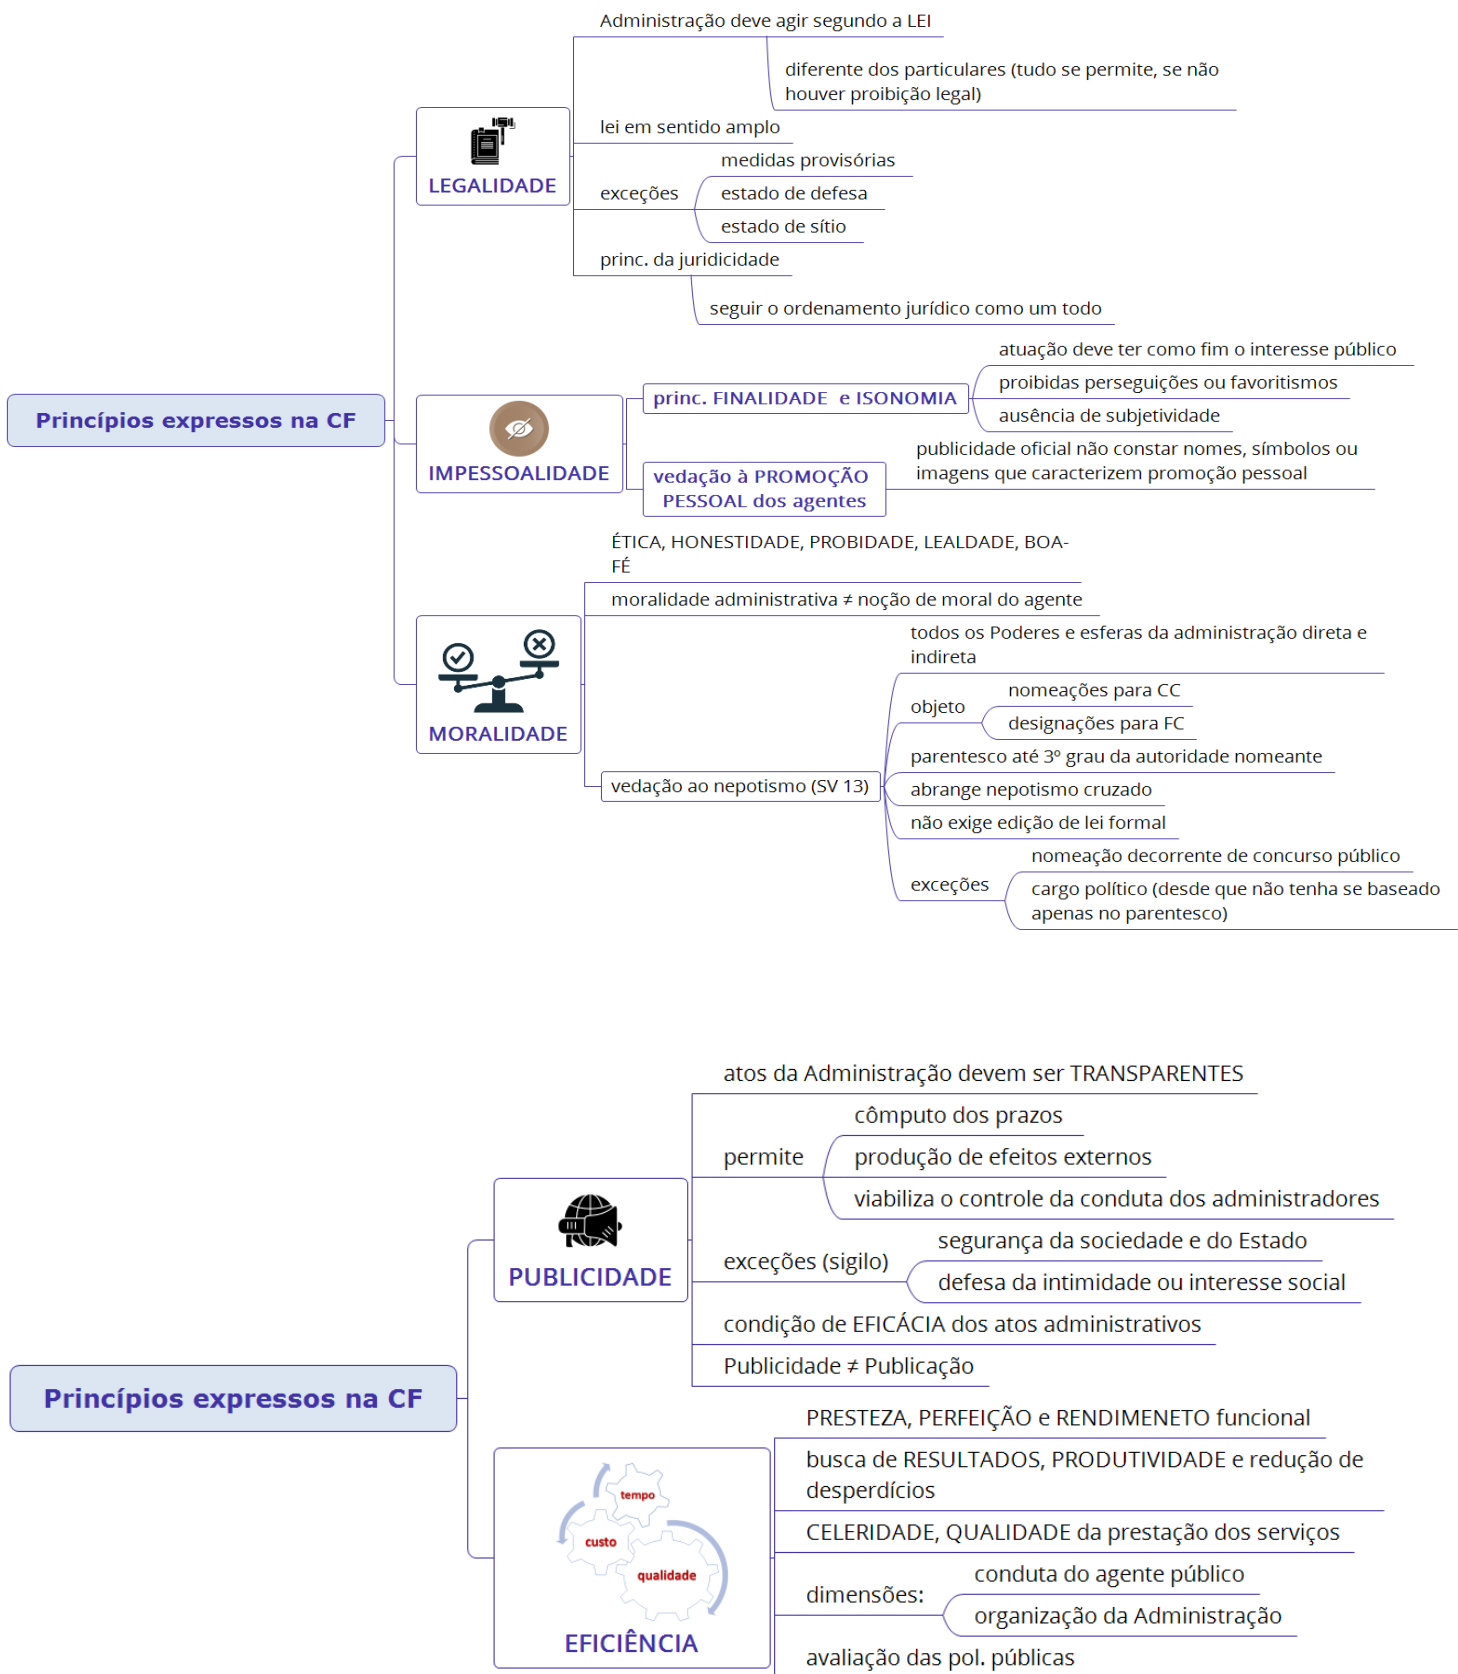 Princípios expressos na CF
LEGALIDADE
Administração deve agir segundo a LEI
diferente dos particulares (tudo se permite, se não
houver proibição legal)
lei em sentido amplo
exceções
medidas provisórias
estado de defesa
estado de sítio
princ. da juridicidade
seguir o ordenamento jurídico como um todo
IMPESSOALIDADE
princ. FINALIDADE e ISONOMIA
atuação deve ter como fim o interesse público
proibidas perseguições ou favoritismos
ausência de subjetividade
vedação à PROMOÇÃO
PESSOAL dos agentes
publicidade oficial não constar nomes, símbolos ou
imagens que caracterizem promoção pessoal
MORALIDADE
ÉTICA, HONESTIDADE, PROBIDADE, LEALDADE, BOA-
FÉ
moralidade administrativa ≠ noção de moral do agente
vedação ao nepotismo (SV 13)
todos os Poderes e esferas da administração direta e
indireta
objeto
nomeações para CC
designações para FC
parentesco até 3º grau da autoridade nomeante
abrange nepotismo cruzado
não exige edição de lei formal
exceções
nomeação decorrente de concurso público
cargo político (desde que não tenha se baseado
apenas no parentesco)
Princípios expressos na CF
PUBLICIDADE
atos da Administração devem ser TRANSPARENTES
permite
cômputo dos prazos
produção de efeitos externos
viabiliza o controle da conduta dos administradores
exceções (sigilo)
segurança da sociedade e do Estado
defesa da intimidade ou interesse social
condição de EFICÁCIA dos atos administrativos
Publicidade ≠ Publicação
tempo
custo
qualidade
EFICIÊNCIA
PRESTEZA, PERFEIÇÃO e RENDIMENETO funcional
busca de RESULTADOS, PRODUTIVIDADE e redução de
desperdícios
CELERIDADE, QUALIDADE da prestação dos serviços
dimensões:
conduta do agente público
organização da Administração
avaliação das pol. públicas